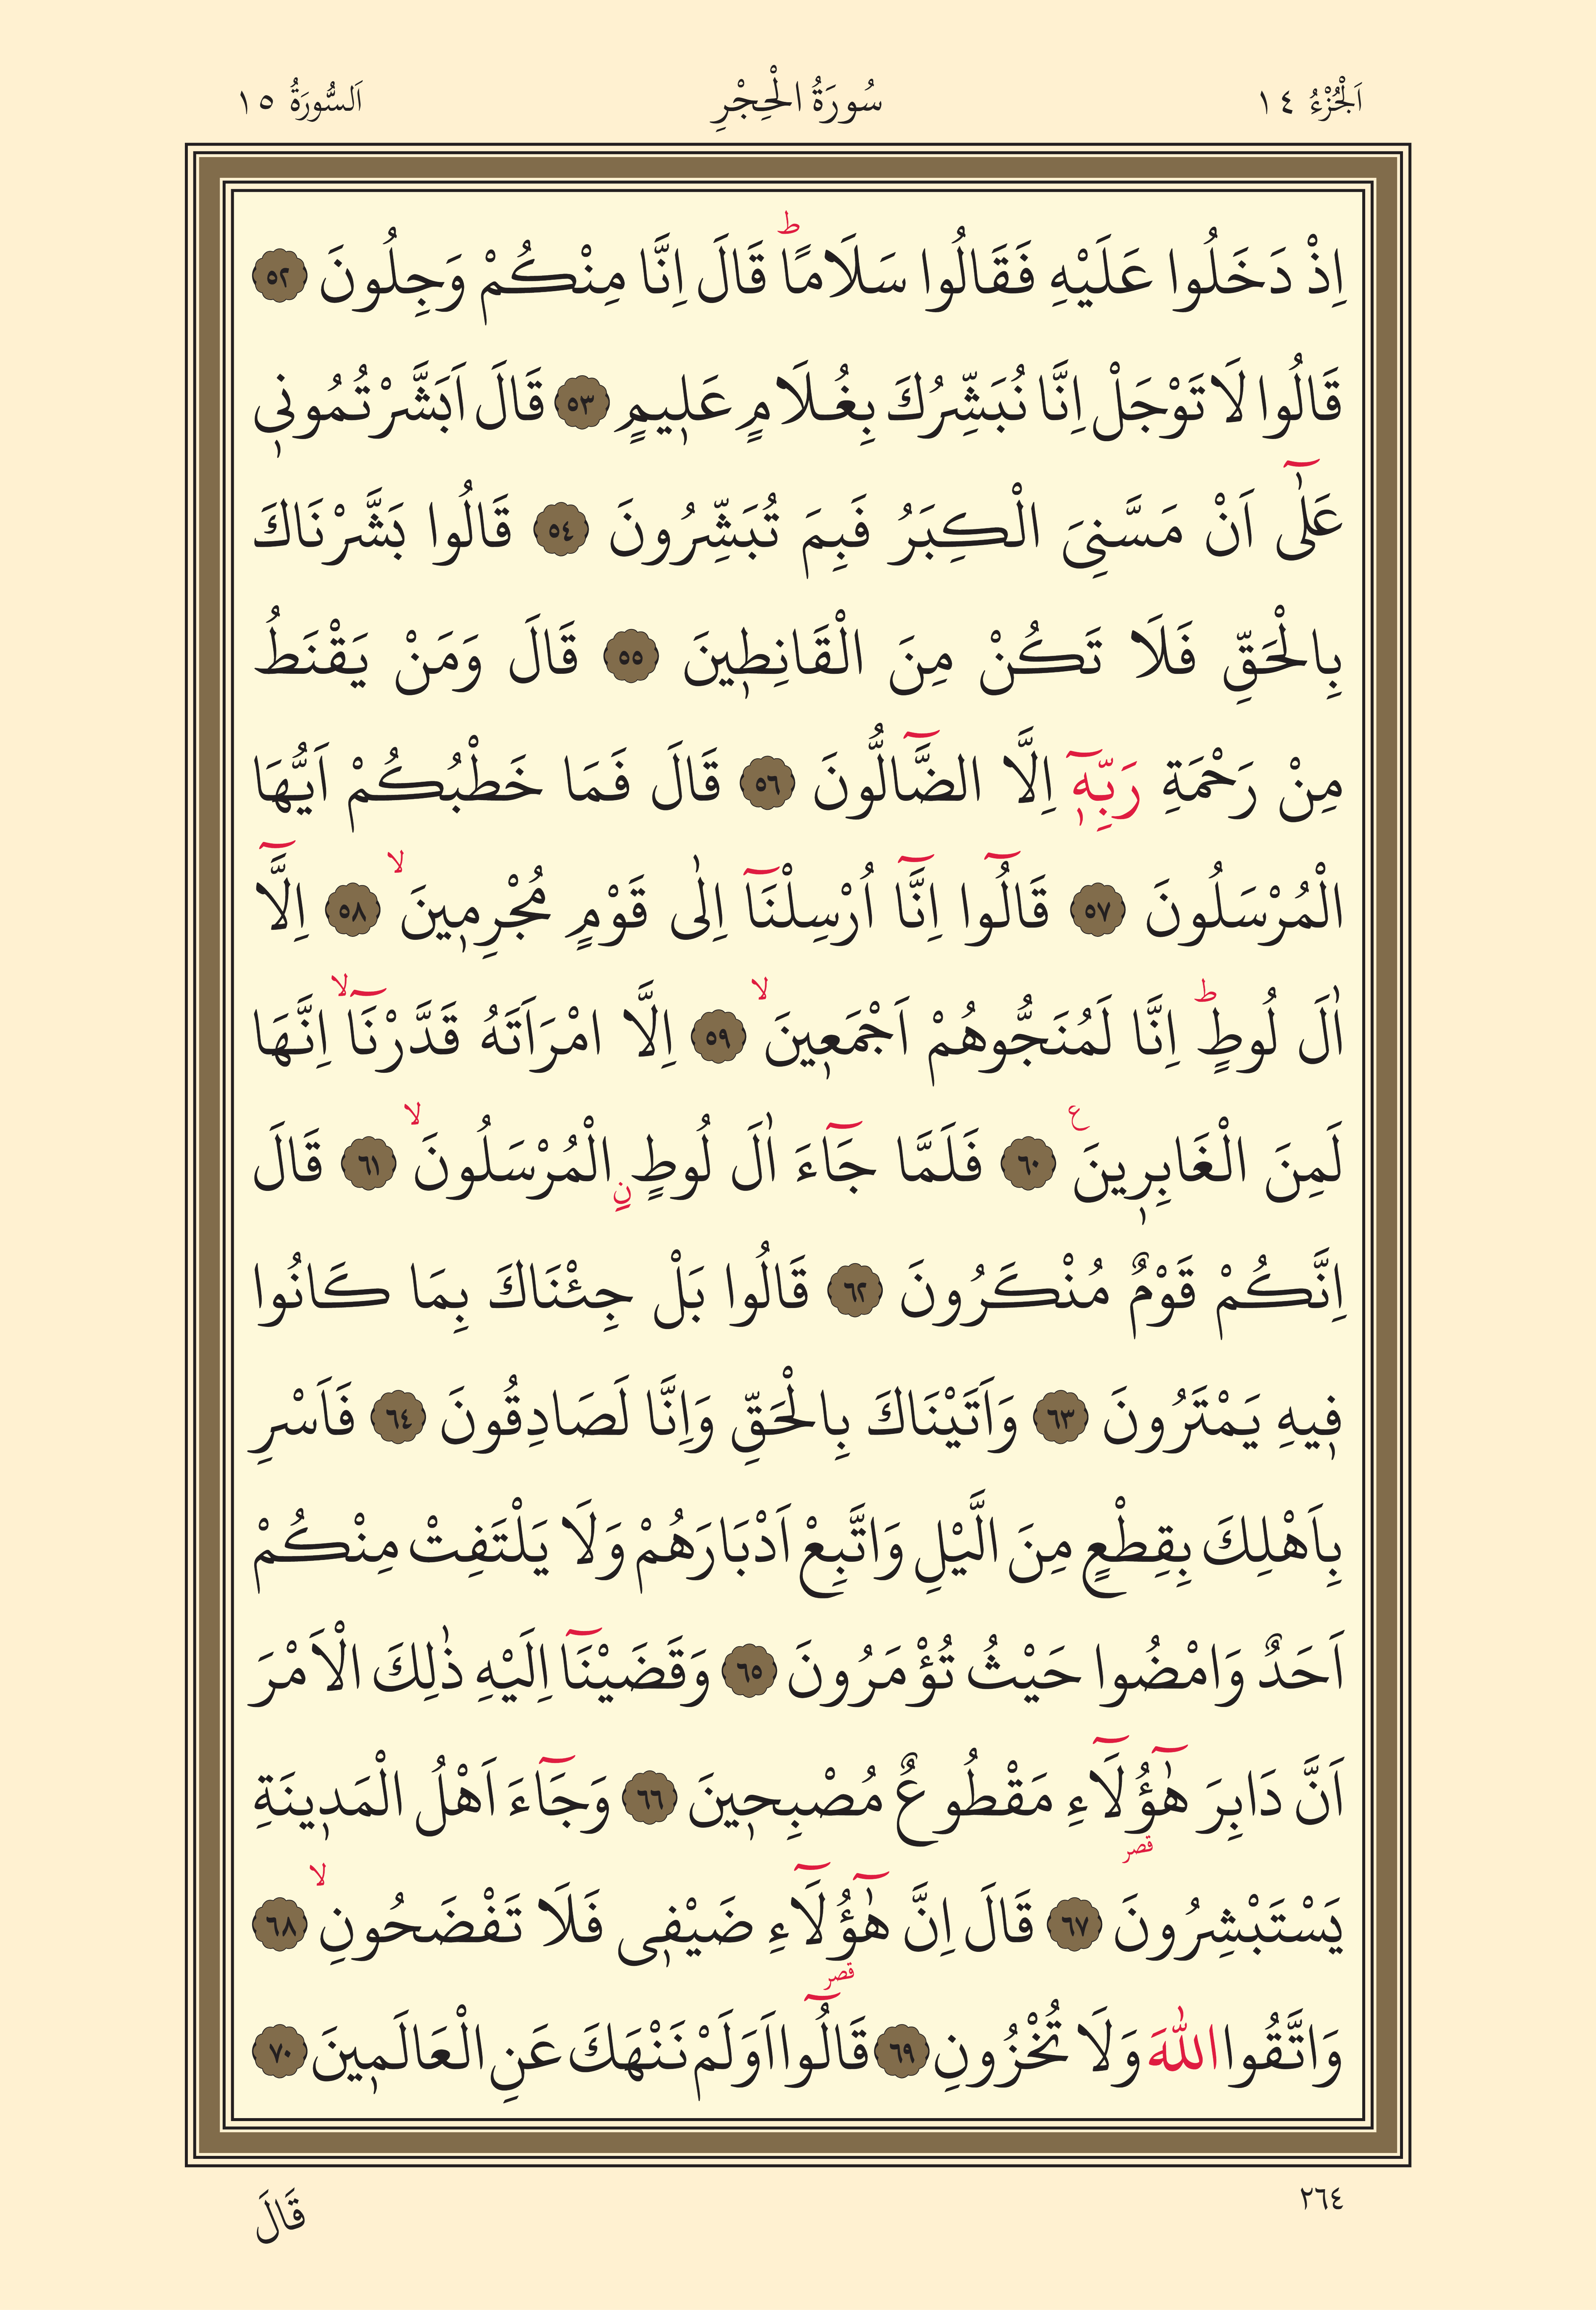 اَلْجُزْءُ ١٤ سُورَةُ الْحِجْرِ اَلسُّورَةُ ١٥
اِذْ دَخَلُوا عَلَيْهِ فَقَالُوا سَلَامًاۜ قَالَ اِنَّا مِنْكُمْ وَجِلُونَ ٥٢
قَالُوا لَا تَوْجَلْ اِنَّا نُبَشِّرُكَ بِغُلَامٍ عَلٖيمٍ ٥٣ قَالَ اَبَشَّرْتُمُونٖى
عَلٰٓى اَنْ مَسَّنِىَ الْكِبَرُ فَبِمَ تُبَشِّرُونَ ٥٤ قَالُوا بَشَّرْنَاكَ
بِالْحَقِّ فَلَا تَكُنْ مِنَ الْقَانِطٖينَ ٥٥ قَالَ وَمَنْ يَقْنَطُ
مِنْ رَحْمَةِ رَبِّهٖٓ اِلَّا الضَّٓالُّونَ ٥٦ قَالَ فَمَا خَطْبُكُمْ اَيُّهَا
الْمُرْسَلُونَ ٥٧ قَالُٓوا اِنَّٓا اُرْسِلْنَٓا اِلٰى قَوْمٍ مُجْرِمٖينَۙ ٥٨ اِلَّٓا
اٰلَ لُوطٍۜ اِنَّا لَمُنَجُّوهُمْ اَجْمَعٖينَۙ ٥٩ اِلَّا امْرَاَتَهُ قَدَّرْنَٓاۙ اِنَّهَا
لَمِنَ الْغَابِرٖينَࣖ ٦٠ فَلَمَّا جَٓاءَ اٰلَ لُوطٍ نِ الْمُرْسَلُونَۙ ٦١ قَالَ
اِنَّكُمْ قَوْمٌ مُنْكَرُونَ ٦٢ قَالُوا بَلْ جِئْنَاكَ بِمَا كَانُوا
فٖيهِ يَمْتَرُونَ ٦٣ وَاَتَيْنَاكَ بِالْحَقِّ وَاِنَّا لَصَادِقُونَ ٦٤ فَاَسْرِ
بِاَهْلِكَ بِقِطْعٍ مِنَ الَّيْلِ وَاتَّبِعْ اَدْبَارَهُمْ وَلَا يَلْتَفِتْ مِنْكُمْ
اَحَدٌ وَامْضُوا حَيْثُ تُؤْمَرُونَ ٦٥ وَقَضَيْنَٓا اِلَيْهِ ذٰلِكَ الْاَمْرَ
اَنَّ دَابِرَ هٰٓؤُ۬لَٓاءِ مَقْطُوعٌ مُصْبِحٖينَ ٦٦ وَجَٓاءَ اَهْلُ الْمَدٖينَةِ
قصر
يَسْتَبْشِرُونَ ٦٧ قَالَ اِنَّ هٰٓؤُ۬لَٓاءِ ضَيْفٖى فَلَا تَفْضَحُونِۙ ٦٨
قصر
وَاتَّقُوا اللّٰهَ وَلَا تُخْزُونِ ٦٩ قَالُٓوا اَوَلَمْ نَنْهَكَ عَنِ الْعَالَمٖينَ ٧٠
٢٦٤ قَالَ